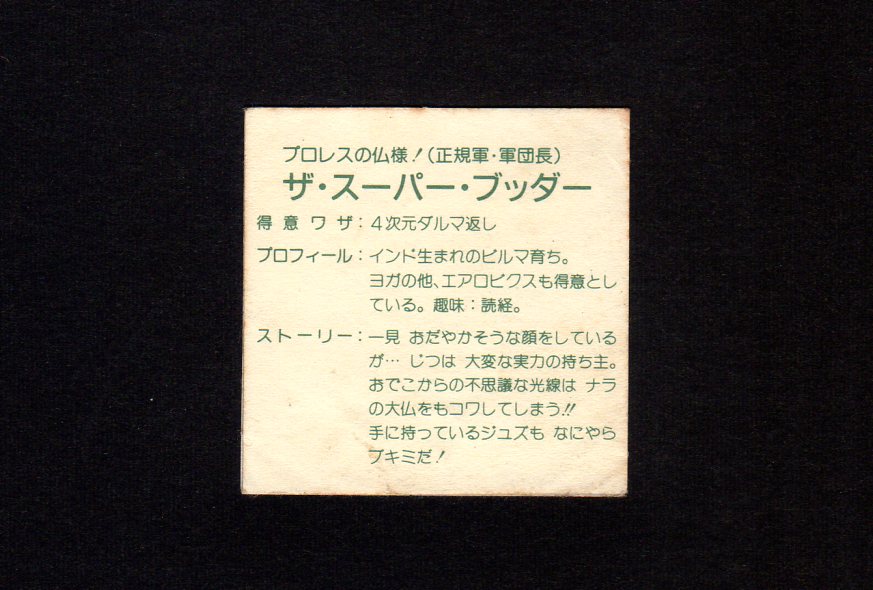 プロレスの仏様!(正規軍・軍団長)
ザ・スーパー・ブッダー
得意ワザ:4次元ダルマ返し
プロフィール:インド生まれのビルマ育ち。
ヨガの他、エアロビクスも得意とし
ている。趣味:読経。
ストーリー:一見 おだやかそうな顔をしている
が… じつは 大変な実力の持ち主。
おでこからの不思議な光線は ナラ
の大仏をもコワしてしまう!!
手に持っているジュズも なにやら
ブキミだ!